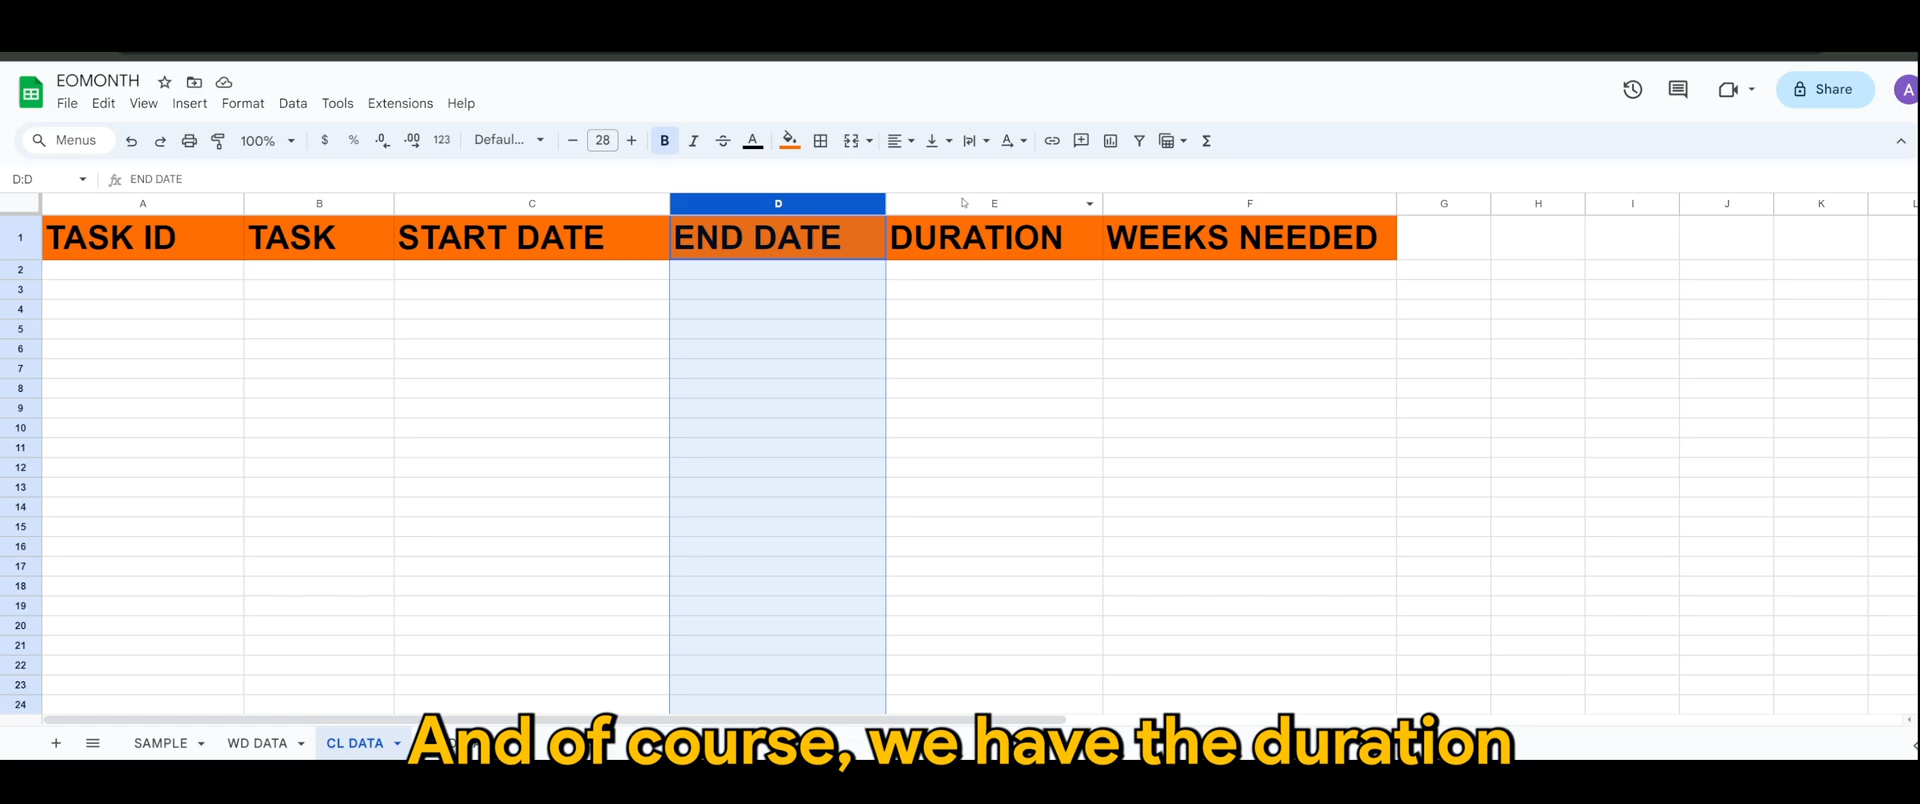 EOMONTH
File Edit View Insert Format Data Tools Extensions Help
Share
A
Menus
100% $ % .0 .00 123 Defaul... 28 B I A A Σ
D:D fx END DATE
A B C D E F G H I J K L
1 TASK ID TASK START DATE END DATE DURATION WEEKS NEEDED
2
3
4
5
6
7
8
9
10
11
12
13
14
15
16
17
18
19
20
21
22
23
24
SAMPLE WD DATA CL DATA
And of course, we have the duration